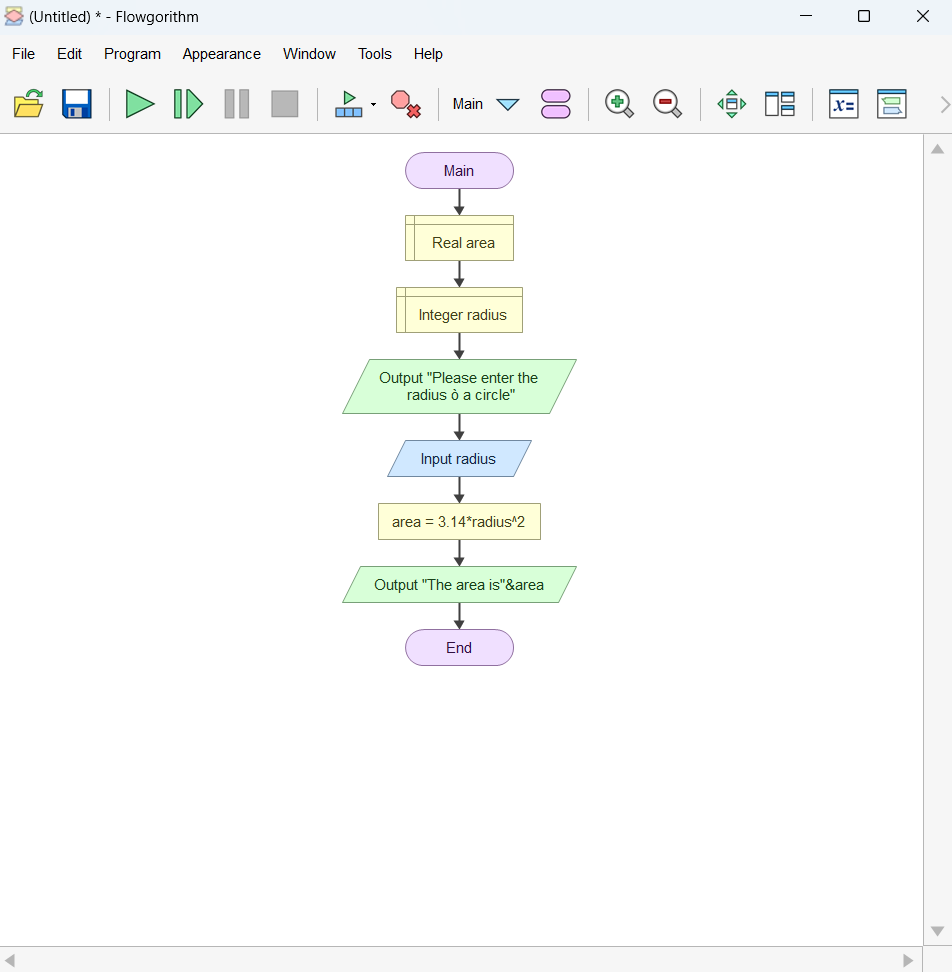 (Untitled) * - Flowgorithm
File Edit Program Appearance Window Tools Help
Main
x=
Main
Real area
Integer radius
Output "Please enter the
radius ò a circle"
Input radius
area = 3.14*radius^2
Output "The area is"&area
End